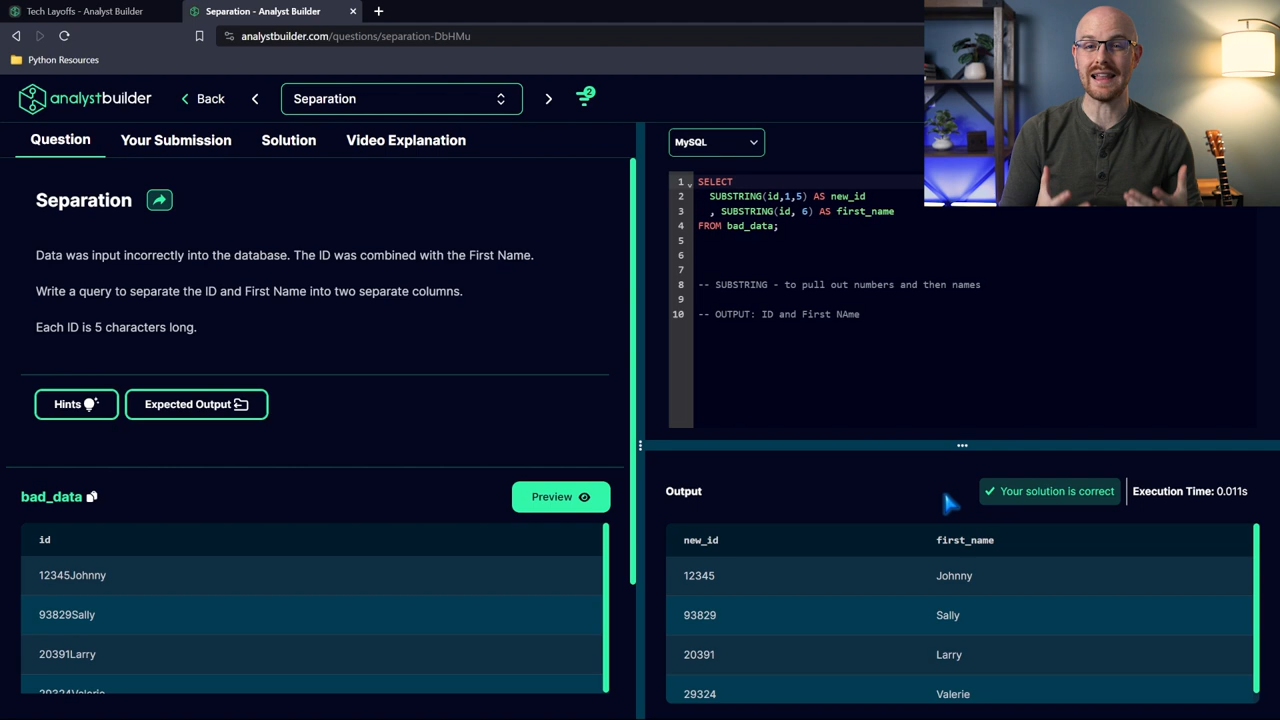 Tech Layoffs - Analyst Builder
Separation - Analyst Builder
analystbuilder.com/questions/separation-DbHMu
Python Resources
analystbuilder
Back
Separation
2
Question
Your Submission
Solution
Video Explanation
Separation
Data was input incorrectly into the database. The ID was combined with the First Name.
Write a query to separate the ID and First Name into two separate columns.
Each ID is 5 characters long.
Hints
Expected Output
bad_data
Preview
id
12345Johnny
93829Sally
20391Larry
29324Valerie
MySQL
1 SELECT
2 SUBSTRING(id,1,5) AS new_id
3 , SUBSTRING(id, 6) AS first_name
4 FROM bad_data;
5
6
7
8 -- SUBSTRING - to pull out numbers and then names
9
10 -- OUTPUT: ID and First NAme
Output
Your solution is correct
Execution Time: 0.011s
new_id first_name
12345 Johnny
93829 Sally
20391 Larry
29324 Valerie